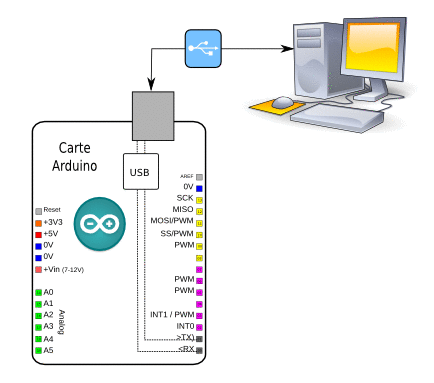 Carte
Arduino
USB
AREF
0V
SCK
MISO
MOSI/PWM
SS/PWM
PWM
PWM
PWM
INT1 / PWM
INT0
>TX)
<RX
Reset
+3V3
+5V
0V
0V
+Vin (7-12V)
A0
A1
A2
A3
A4
A5
Analog